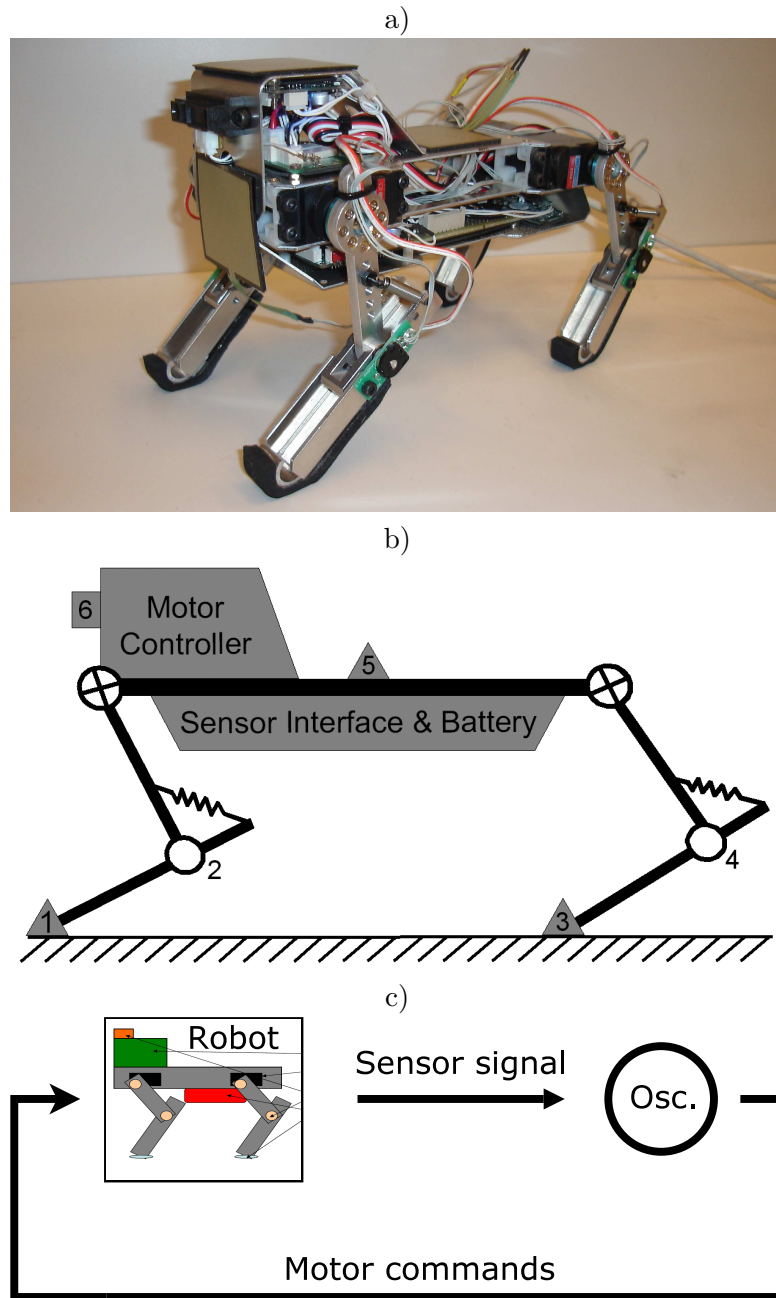 a)
b)
6
Motor
Controller
5
Sensor Interface & Battery
2
4
1
3
c)
Robot
Sensor signal
Osc.
Motor commands